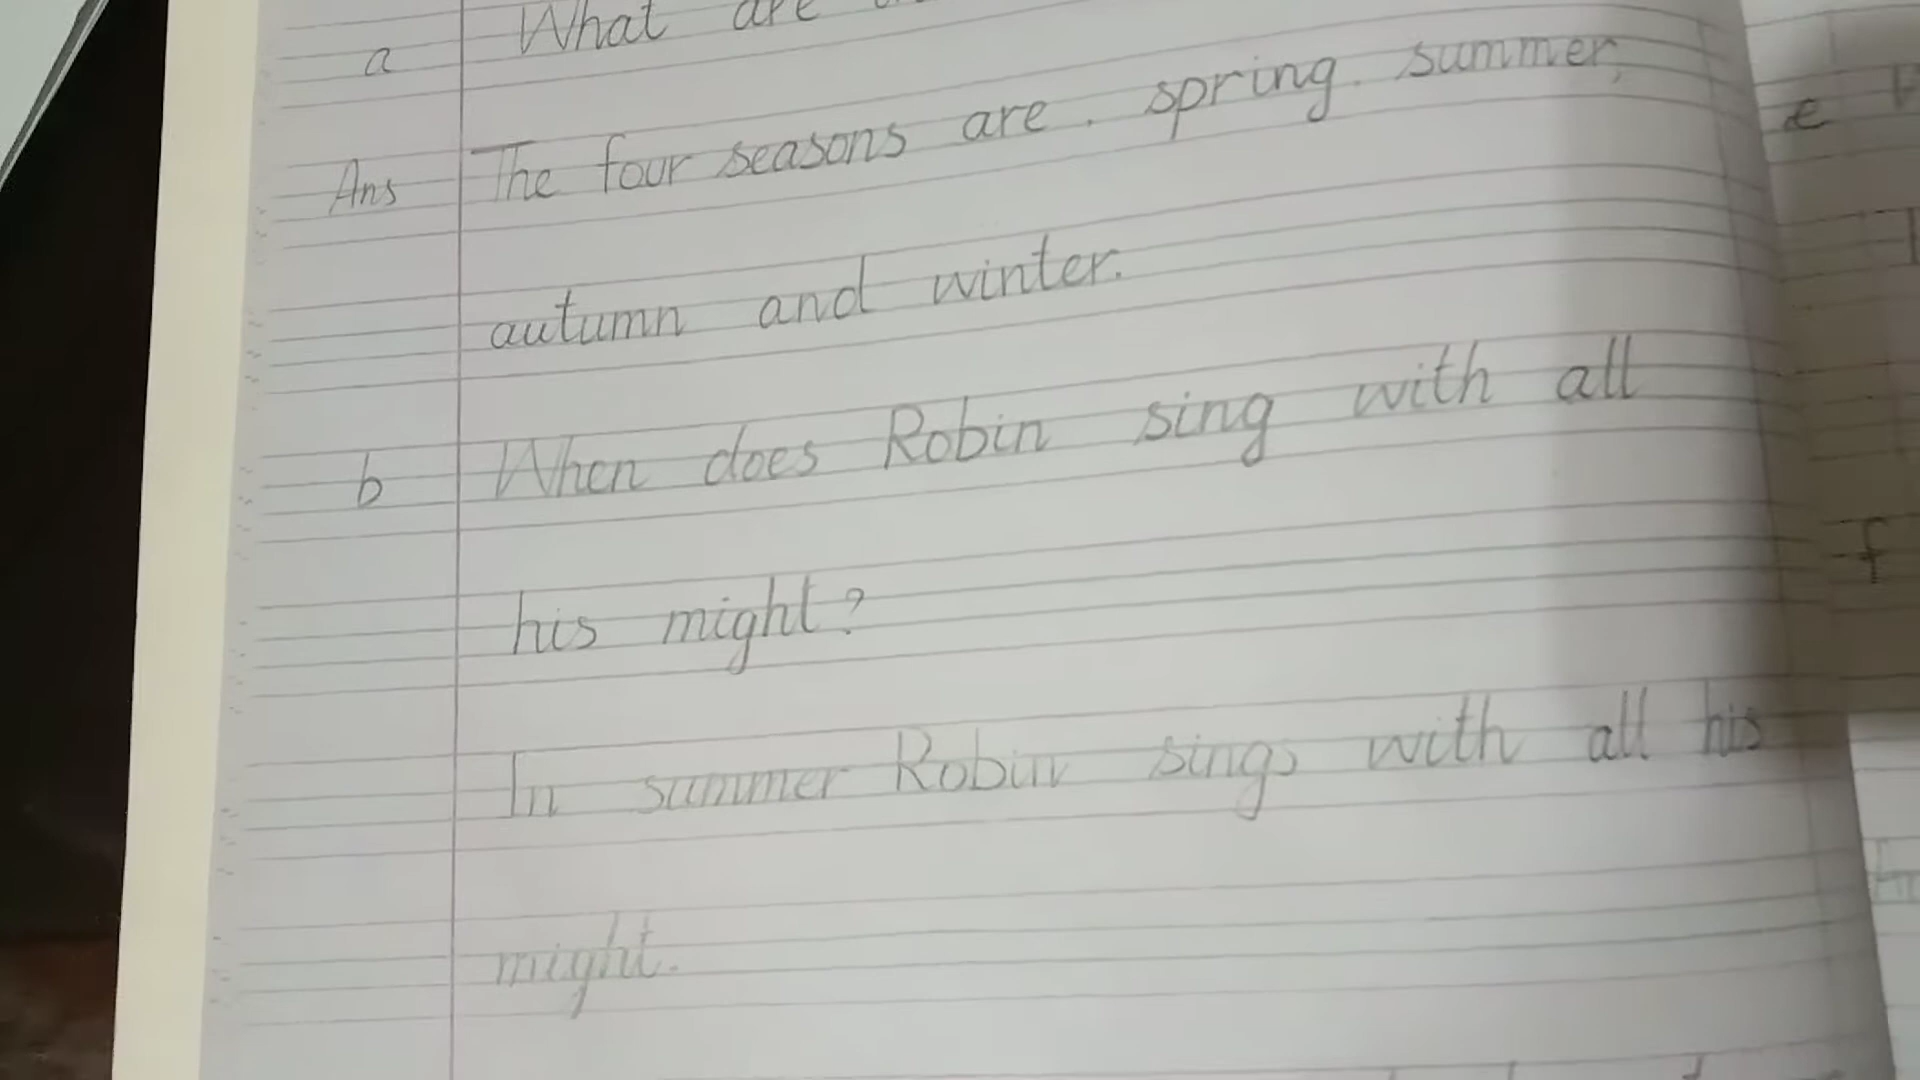 a What are
Ans The four seasons are . spring. summer,
autumn and winter.
b When does Robin sing with all
his might?
In summer Robin sings with all his
might.
e
f